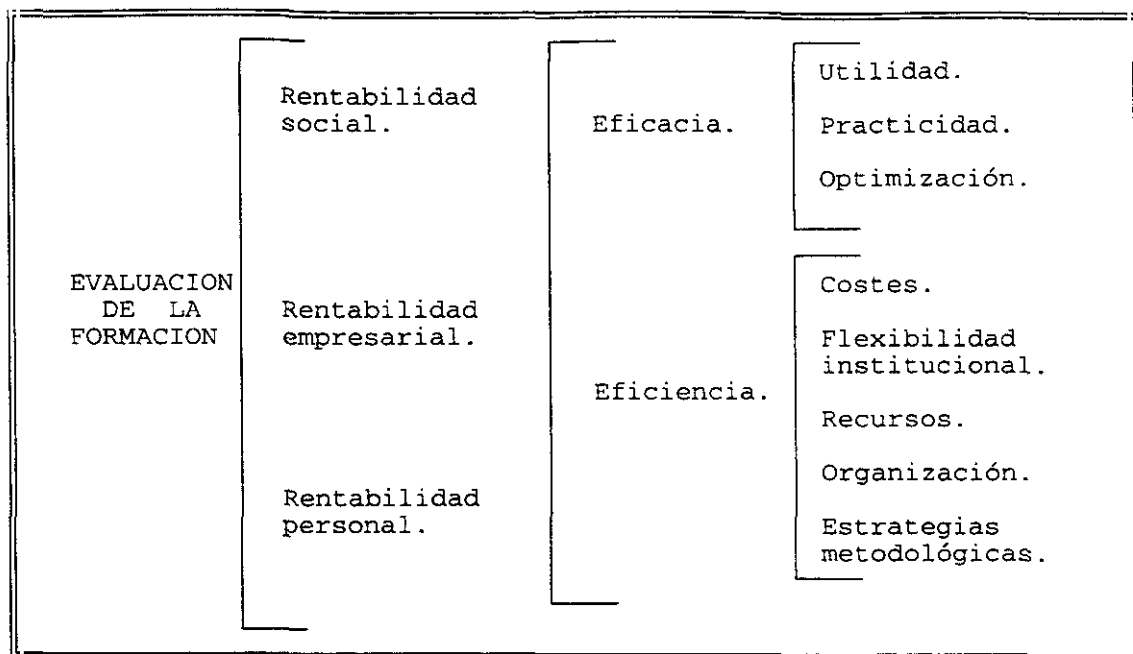 EVALUACION
DE LA
FORMACION
Rentabilidad
social.
Rentabilidad
empresarial.
Rentabilidad
personal.
Eficacia.
Eficiencia.
Utilidad.
Practicidad.
Optimización.
Costes.
Flexibilidad
institucional.
Recursos.
Organización.
Estrategias
metodológicas.